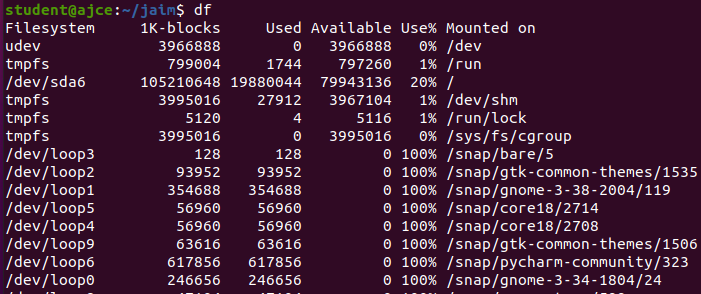 student@ajce:~/jaim$ df
Filesystem     1K-blocks     Used Available Use% Mounted on
udev             3966888        0   3966888   0% /dev
tmpfs             799004     1744    797260   1% /run
/dev/sda6      105210648 19880044  79943136  20% /
tmpfs            3995016    27912   3967104   1% /dev/shm
tmpfs               5120        4      5116   1% /run/lock
tmpfs            3995016        0   3995016   0% /sys/fs/cgroup
/dev/loop3           128      128         0 100% /snap/bare/5
/dev/loop2         93952    93952         0 100% /snap/gtk-common-themes/1535
/dev/loop1        354688   354688         0 100% /snap/gnome-3-38-2004/119
/dev/loop5         56960    56960         0 100% /snap/core18/2714
/dev/loop4         56960    56960         0 100% /snap/core18/2708
/dev/loop9         63616    63616         0 100% /snap/gtk-common-themes/1506
/dev/loop6        617856   617856         0 100% /snap/pycharm-community/323
/dev/loop0        246656   246656         0 100% /snap/gnome-3-34-1804/24